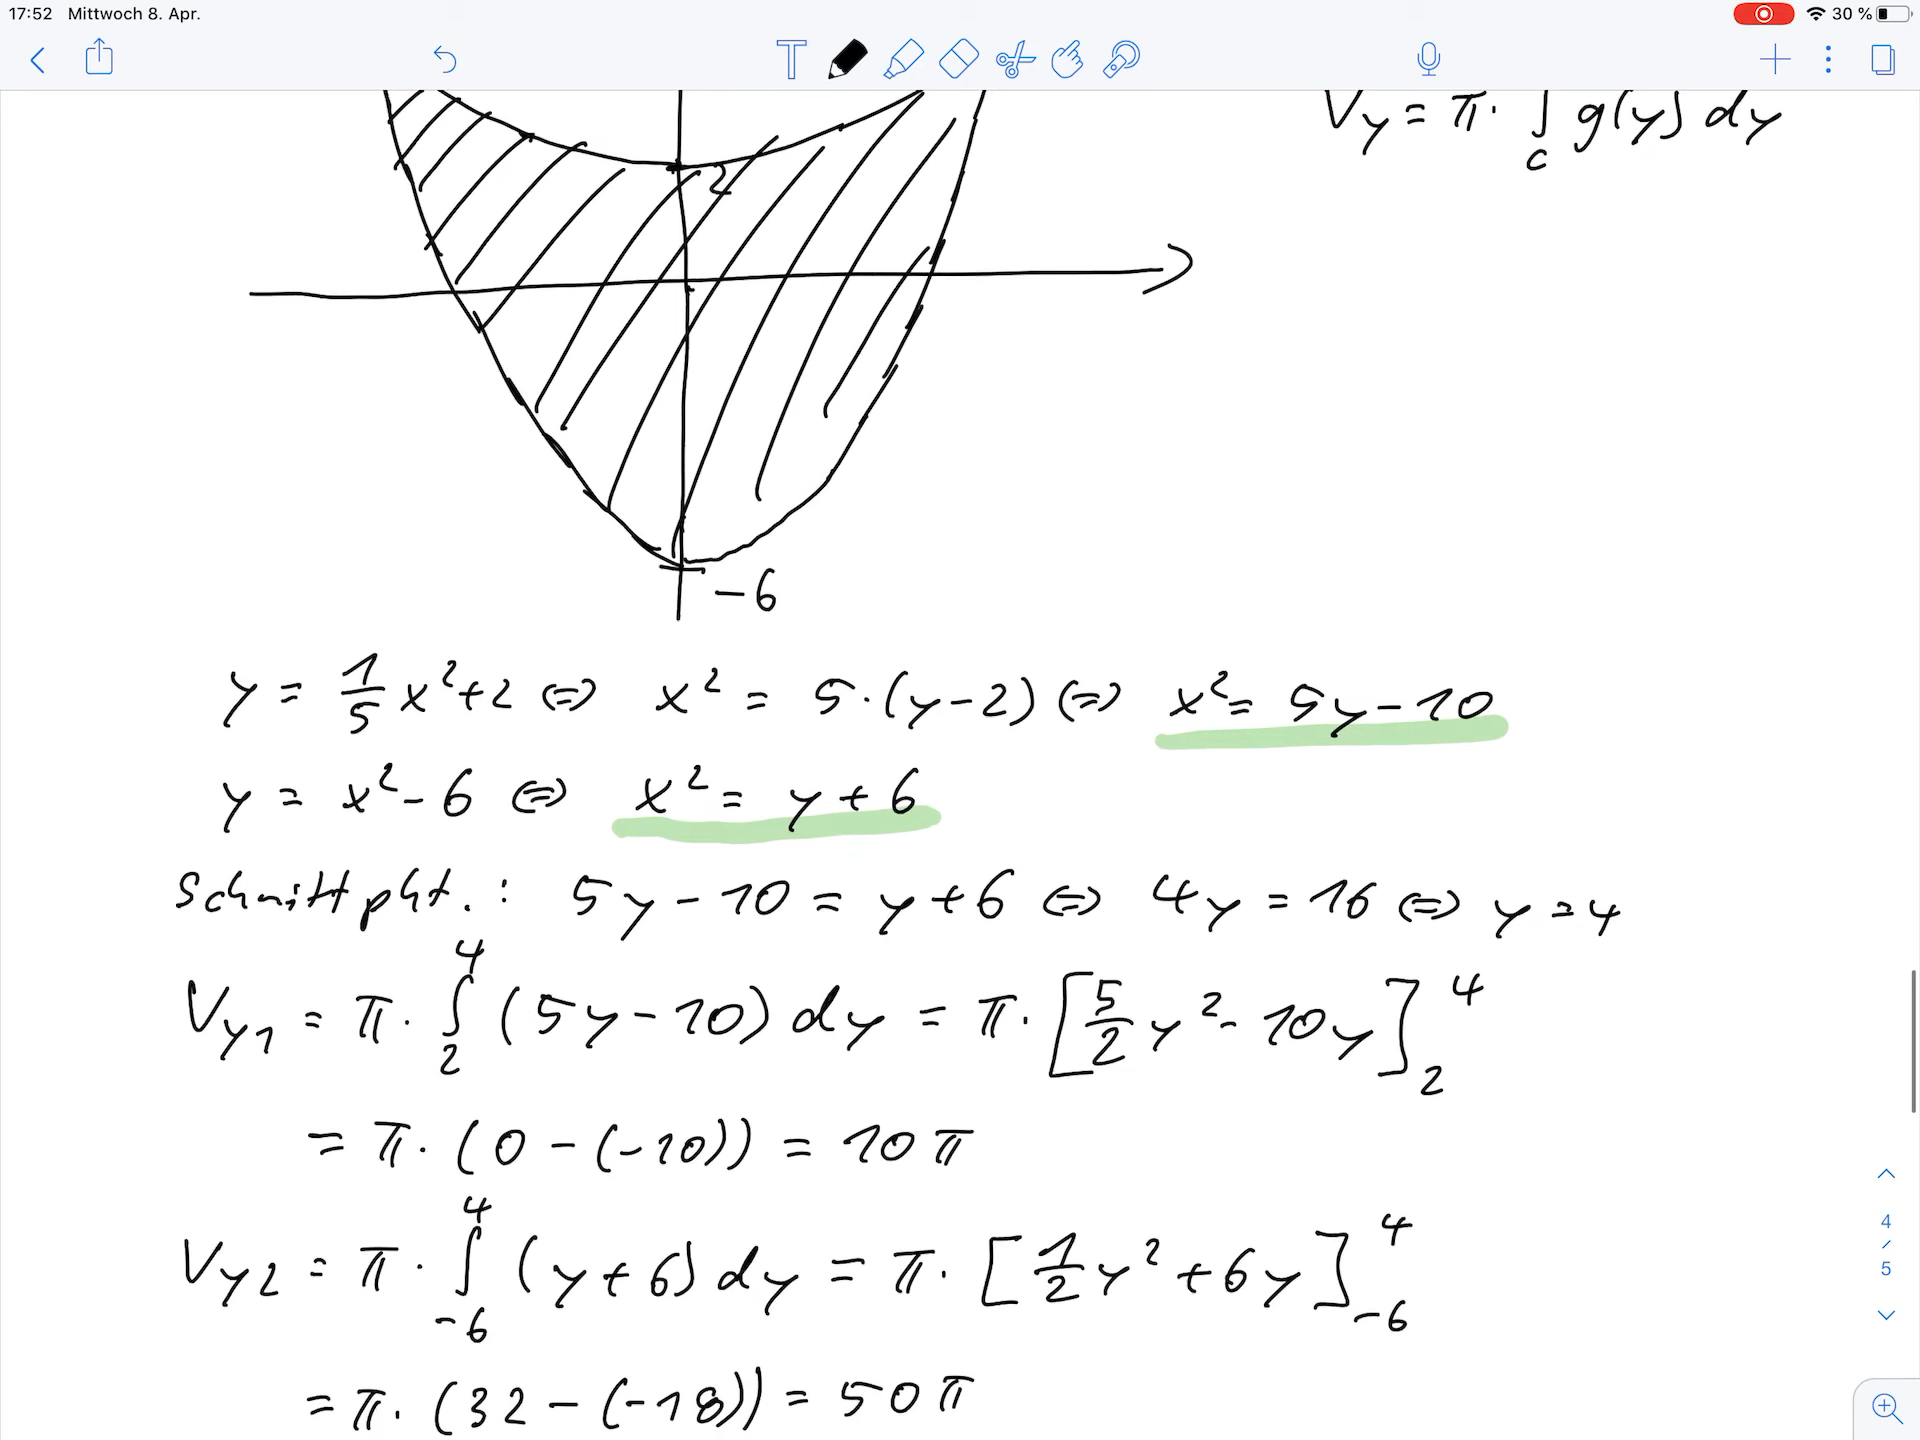 17:52 Mittwoch 8. Apr.
30 %
T
V_y = π · ∫_c g(y) dy
2
-6
y = 1/5 x² + 2 ⇔ x² = 5·(y-2) ⇔ x² = 5y-10
y = x² - 6 ⇔ x² = y + 6
Schnittpkt.: 5y - 10 = y + 6 ⇔ 4y = 16 ⇔ y = 4
V_y1 = π · ∫_2^4 (5y-10) dy = π · [5/2 y² - 10y]_2^4
= π · (0 - (-10)) = 10π
V_y2 = π · ∫_-6^4 (y+6) dy = π · [1/2 y² + 6y]_-6^4
= π · (32 - (-18)) = 50π
4
/
5